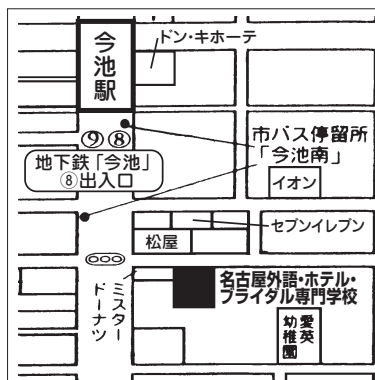 今池駅
ドン・キホーテ
⑨ ⑧
地下鉄「今池」
⑧出入口
市バス停留所
「今池南」
イオン
セブンイレブン
松屋
ミスター
ドーナツ
名古屋外語・ホテル・
ブライダル専門学校
愛英
幼稚園